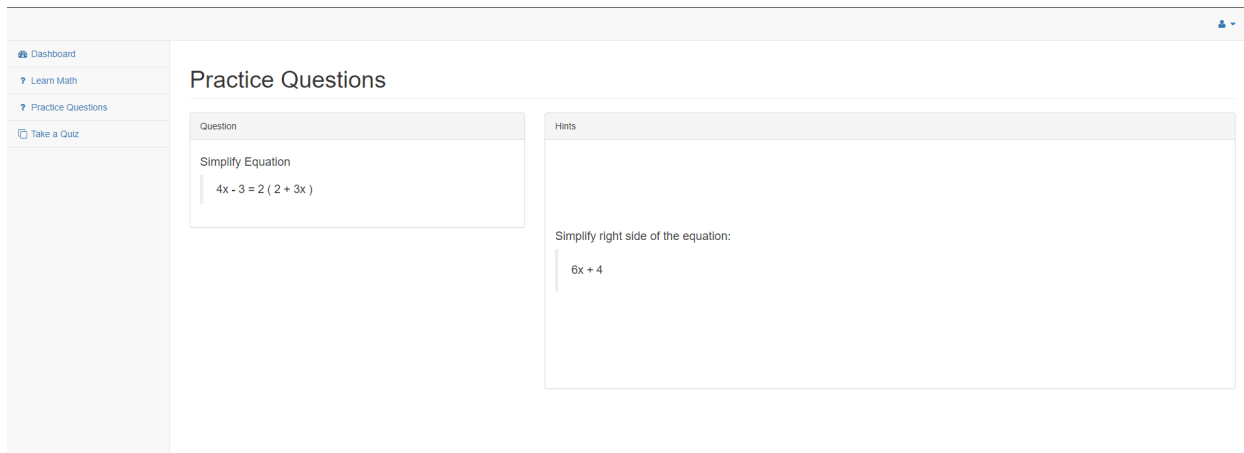 Dashboard
? Learn Math
? Practice Questions
Take a Quiz
Practice Questions
Question
Simplify Equation
4x - 3 = 2 ( 2 + 3x )
Hints
Simplify right side of the equation:
6x + 4